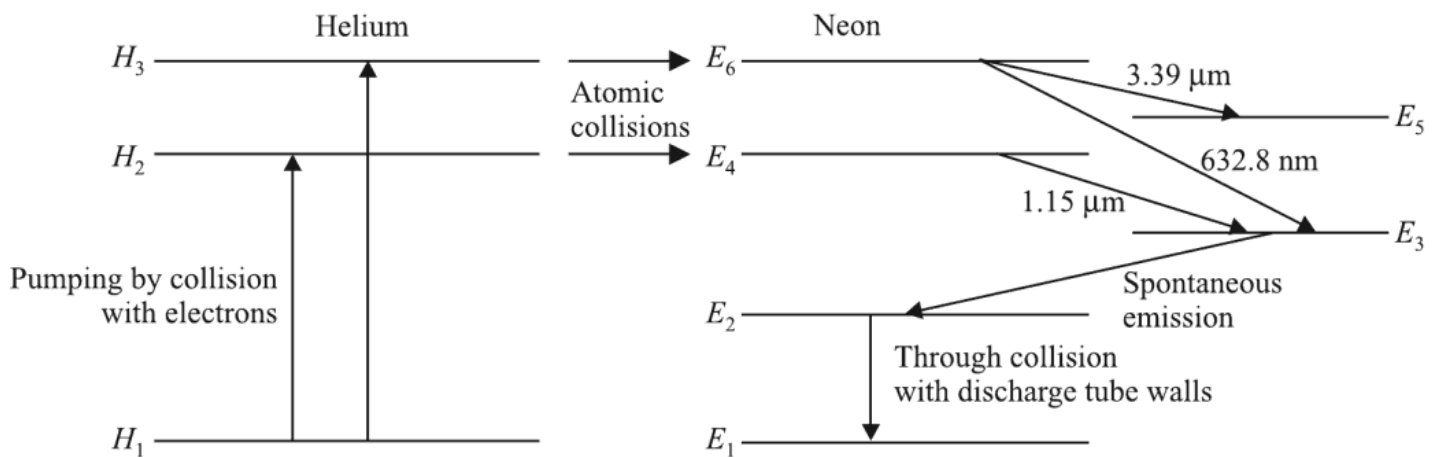 Helium
Neon
H₃
E₆
3.39 μm
Atomic
collisions
E₅
H₂
E₄
632.8 nm
1.15 μm
E₃
Pumping by collision
with electrons
Spontaneous
emission
E₂
Through collision
with discharge tube walls
H₁
E₁